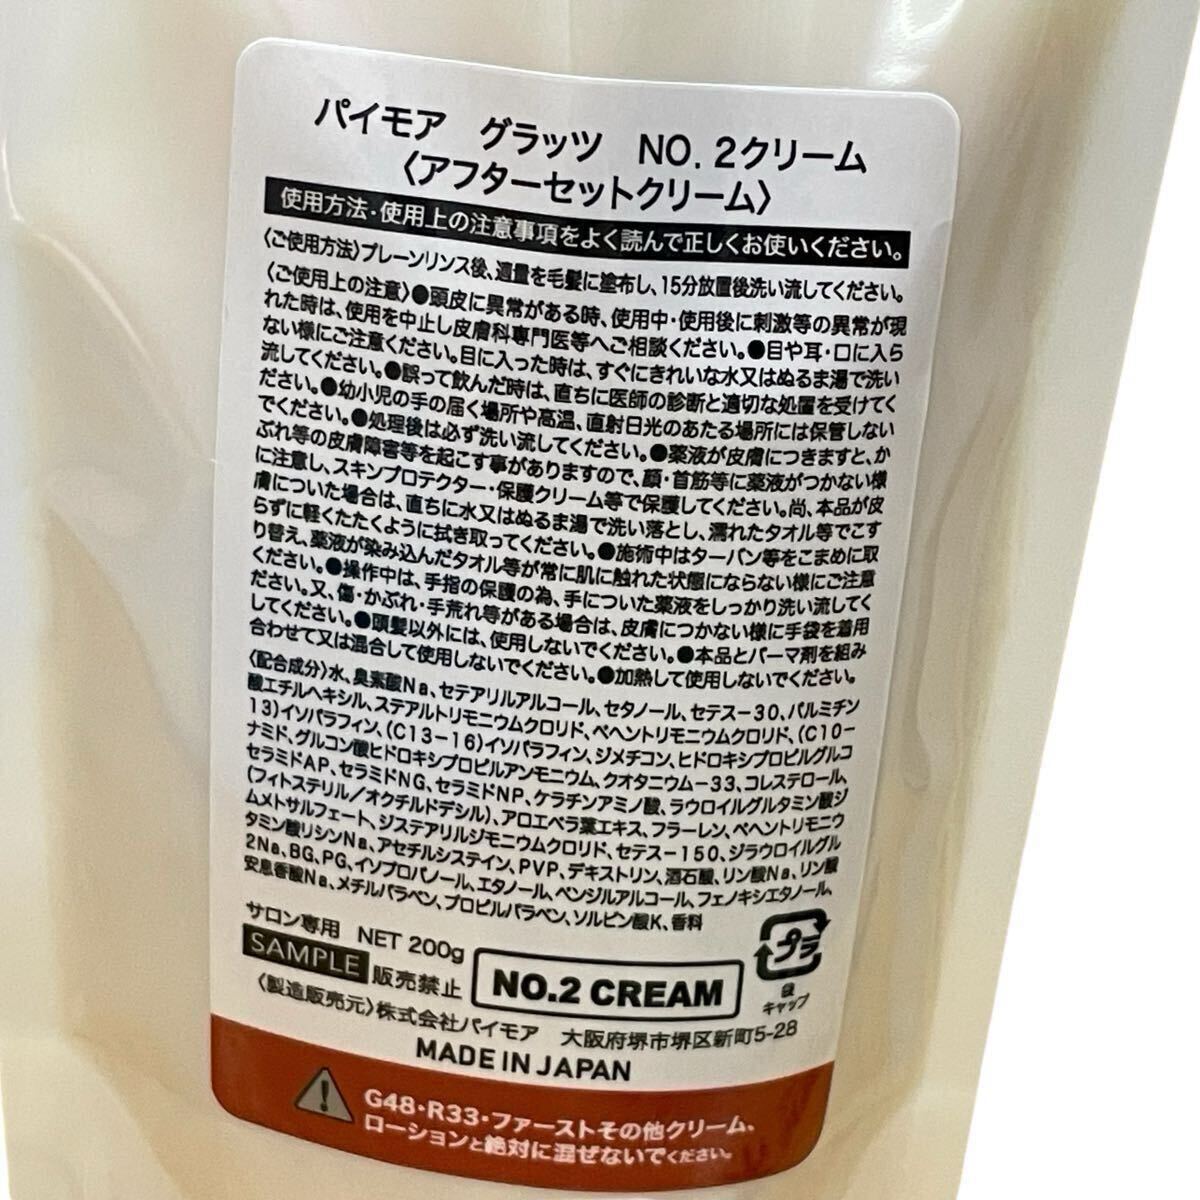 パイモア　グラッツ　NO. 2クリーム
〈アフターセットクリーム〉
使用方法・使用上の注意事項をよく読んで正しくお使いください。
〈ご使用方法〉プレーンリンス後、適量を毛髪に塗布し、15分放置後洗い流してください。
〈ご使用上の注意〉●頭皮に異常がある時、使用中・使用後に刺激等の異常が現
れた時は、使用を中止し皮膚科専門医等へご相談ください。●目や耳・口に入ら
ない様にご注意ください。目に入った時は、すぐにきれいな水又はぬるま湯で洗い
流してください。●誤って飲んだ時は、直ちに医師の診断と適切な処置を受けてく
ださい。●幼小児の手の届く場所や高温、直射日光のあたる場所には保管しない
でください。●処理後は必ず洗い流してください。●薬液が皮膚につきますと、か
ぶれ等の皮膚障害等を起こす事がありますので、顔・首筋等に薬液がつかない様
に注意し、スキンプロテクター・保護クリーム等で保護してください。尚、本品が皮
膚についた場合は、直ちに水又はぬるま湯で洗い落とし、濡れたタオル等でこす
らずに軽くたたくように拭き取ってください。●施術中はターバン等をこまめに取
り替え、薬液が染み込んだタオル等が常に肌に触れた状態にならない様にご注意
ください。●操作中は、手指の保護の為、手についた薬液をしっかり洗い流してく
ださい。又、傷・かぶれ・手荒れ等がある場合は、皮膚につかない様に手袋を着用
してください。●頭髪以外には、使用しないでください。●本品とパーマ剤を組み
合わせて又は混合して使用しないでください。●加熱して使用しないでください。
〈配合成分〉水、臭素酸Na、セテアリルアルコール、セタノール、セテス-30、パルミチン
酸エチルヘキシル、ステアルトリモニウムクロリド、ベヘントリモニウムクロリド、(C10-
13)イソパラフィン、(C13-16)イソパラフィン、ジメチコン、ヒドロキシプロピルグルコ
ナミド、グルコン酸ヒドロキシプロピルアンモニウム、クオタニウム-33、コレステロール、
セラミドAP、セラミドNG、セラミドNP、ケラチンアミノ酸、ラウロイルグルタミン酸ジ
(フィトステリル/オクチルドデシル)、アロエベラ葉エキス、フラーレン、ベヘントリモニウ
ムメトサルフェート、ジステアリルジモニウムクロリド、セテス-150、ジラウロイルグル
タミン酸リシンNa、アセチルシステイン、PVP、デキストリン、酒石酸、リン酸Na、リン酸
2Na、BG、PG、イソプロパノール、エタノール、ベンジルアルコール、フェノキシエタノール、
安息香酸Na、メチルパラベン、プロピルパラベン、ソルビン酸K、香料
サロン専用　NET 200g
SAMPLE 販売禁止
NO.2 CREAM
プラ
袋
キャップ
〈製造販売元〉株式会社パイモア　大阪府堺市堺区新町5-28
MADE IN JAPAN
G48・R33・ファーストその他クリーム、
ローションと絶対に混ぜないでください。